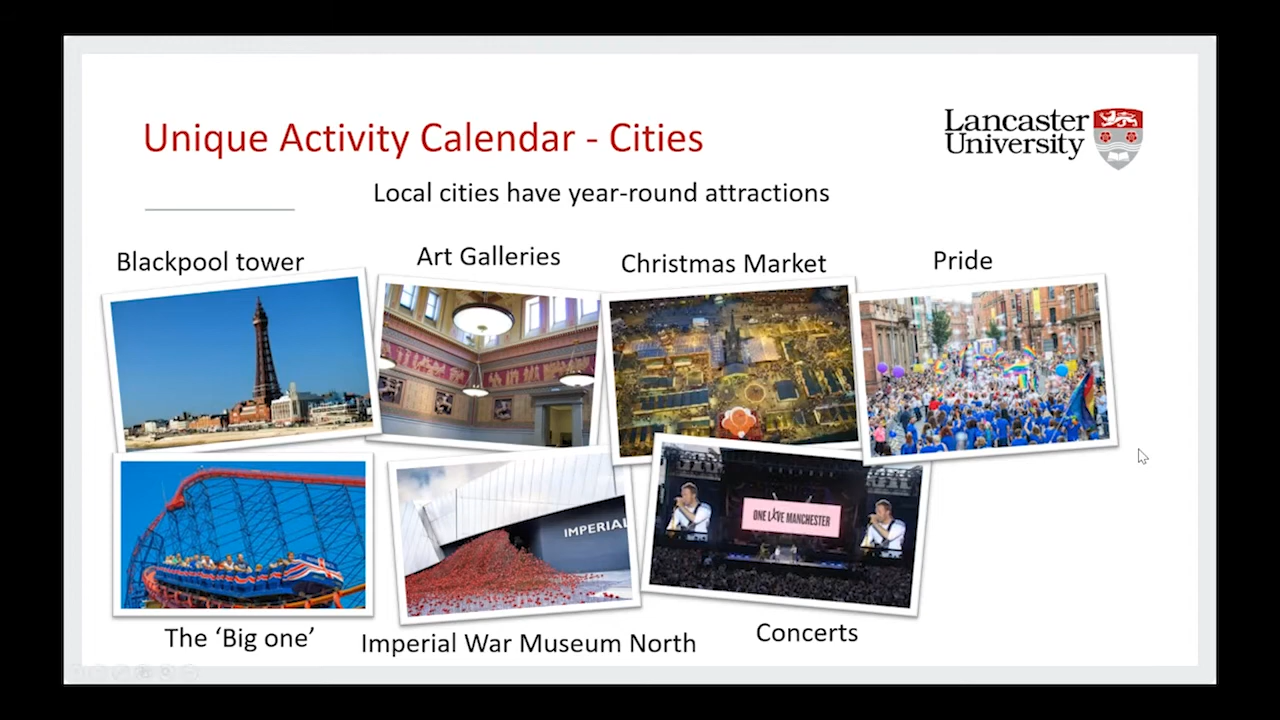 Unique Activity Calendar - Cities
Lancaster
University
Local cities have year-round attractions
Blackpool tower
Art Galleries
Christmas Market
Pride
IMPERIAL
ONE LOVE MANCHESTER
The ‘Big one’
Imperial War Museum North
Concerts